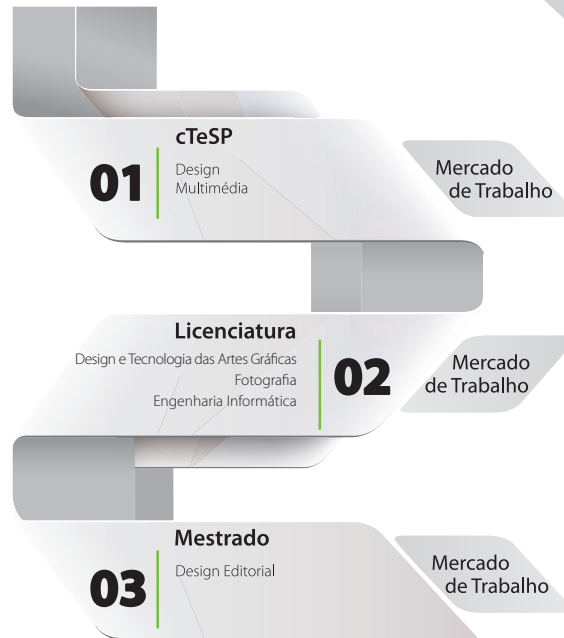 cTeSP
01
Design
Multimédia
Mercado
de Trabalho
Licenciatura
Design e Tecnologia das Artes Gráficas
Fotografia
Engenharia Informática
02
Mercado
de Trabalho
Mestrado
03
Design Editorial
Mercado
de Trabalho